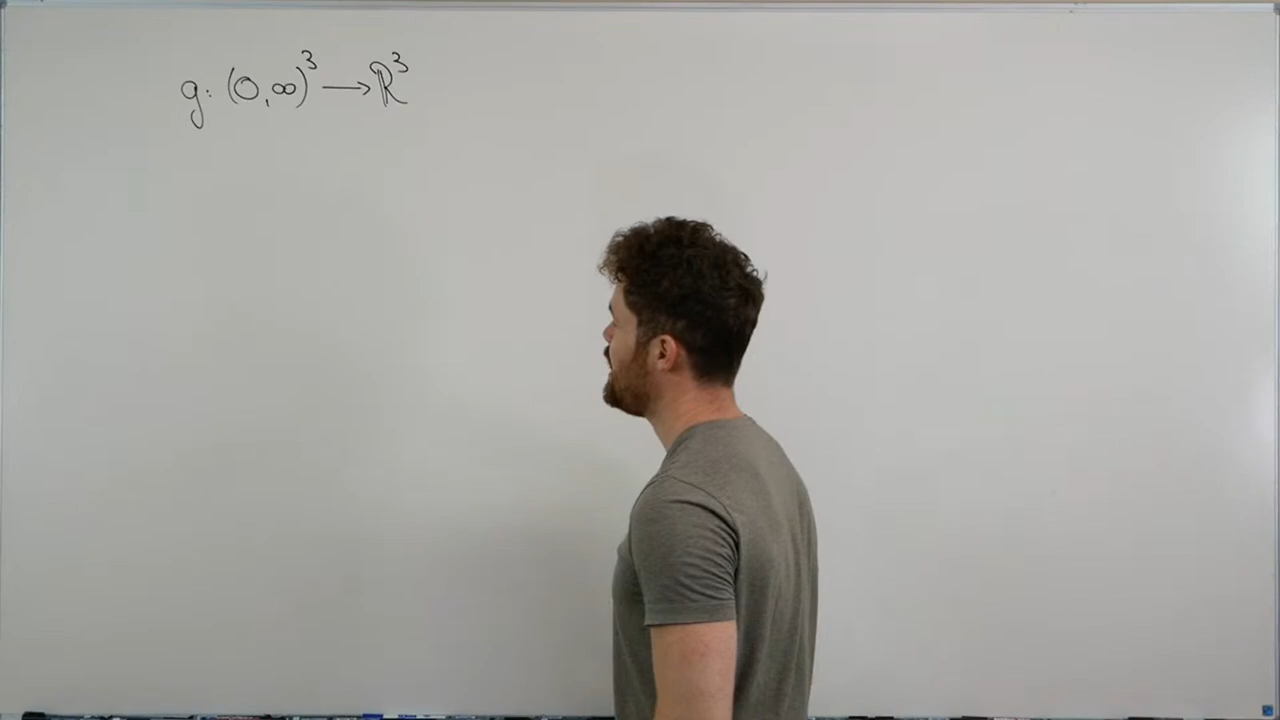 g: (0,∞)³ ⟶ ℝ³